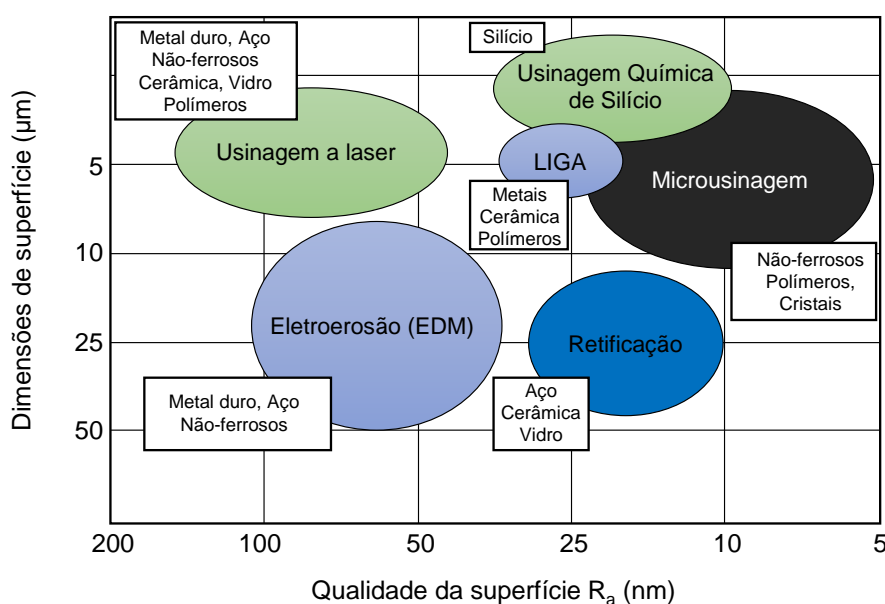 Metal duro, Aço
Não-ferrosos
Cerâmica, Vidro
Polímeros
Silício
Usinagem Química
de Silício
Usinagem a laser
LIGA
Microusinagem
Metais
Cerâmica
Polímeros
Não-ferrosos
Polímeros,
Cristais
Eletroerosão (EDM)
Retificação
Metal duro, Aço
Não-ferrosos
Aço
Cerâmica
Vidro
Dimensões de superfície (μm)
5
10
25
50
200 100 50 25 10 5
Qualidade da superfície Ra (nm)